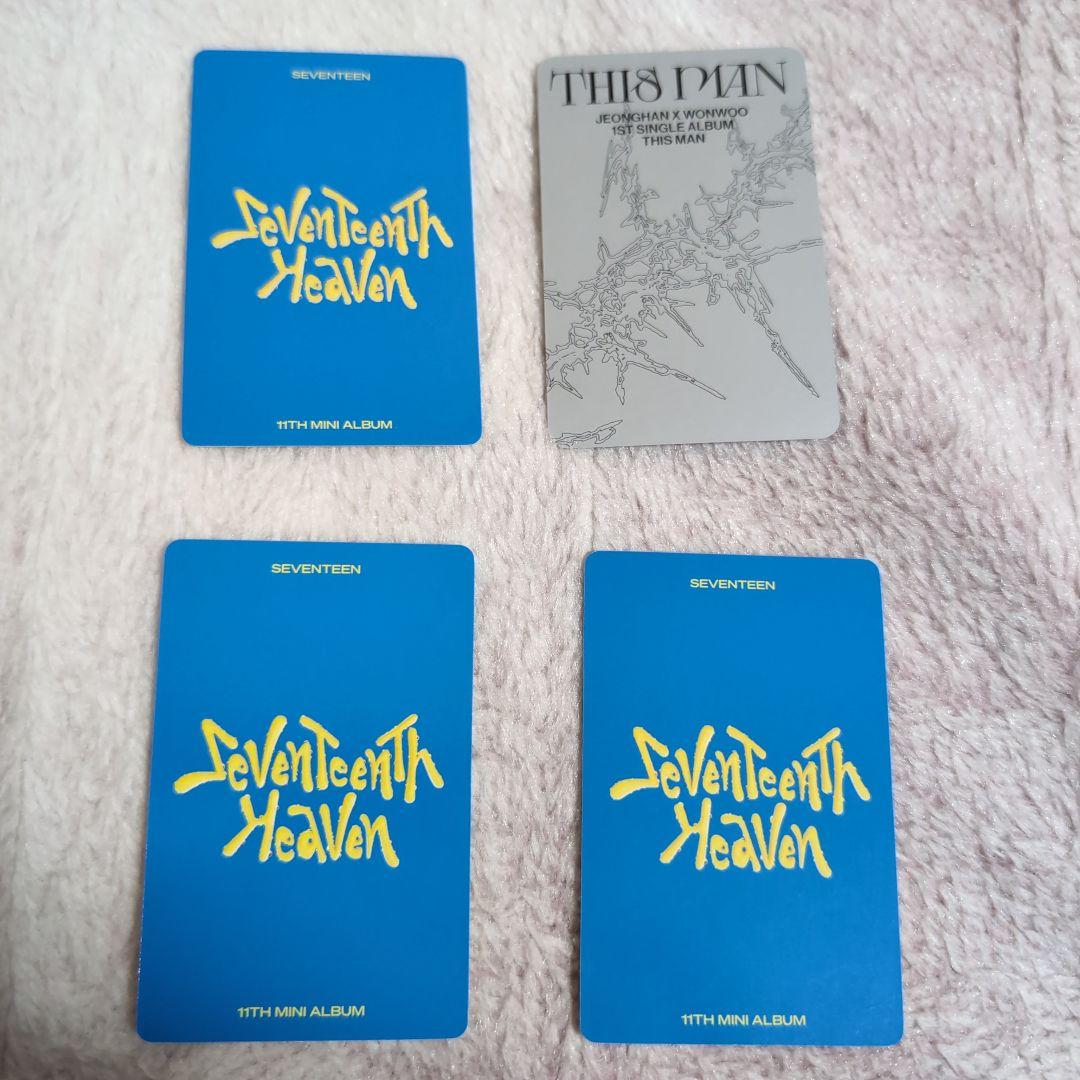 SEVENTEEN
Seventeenth
Heaven
11TH MINI ALBUM
THIS MAN
JEONGHAN X WONWOO
1ST SINGLE ALBUM
THIS MAN
SEVENTEEN
Seventeenth
Heaven
11TH MINI ALBUM
SEVENTEEN
Seventeenth
Heaven
11TH MINI ALBUM